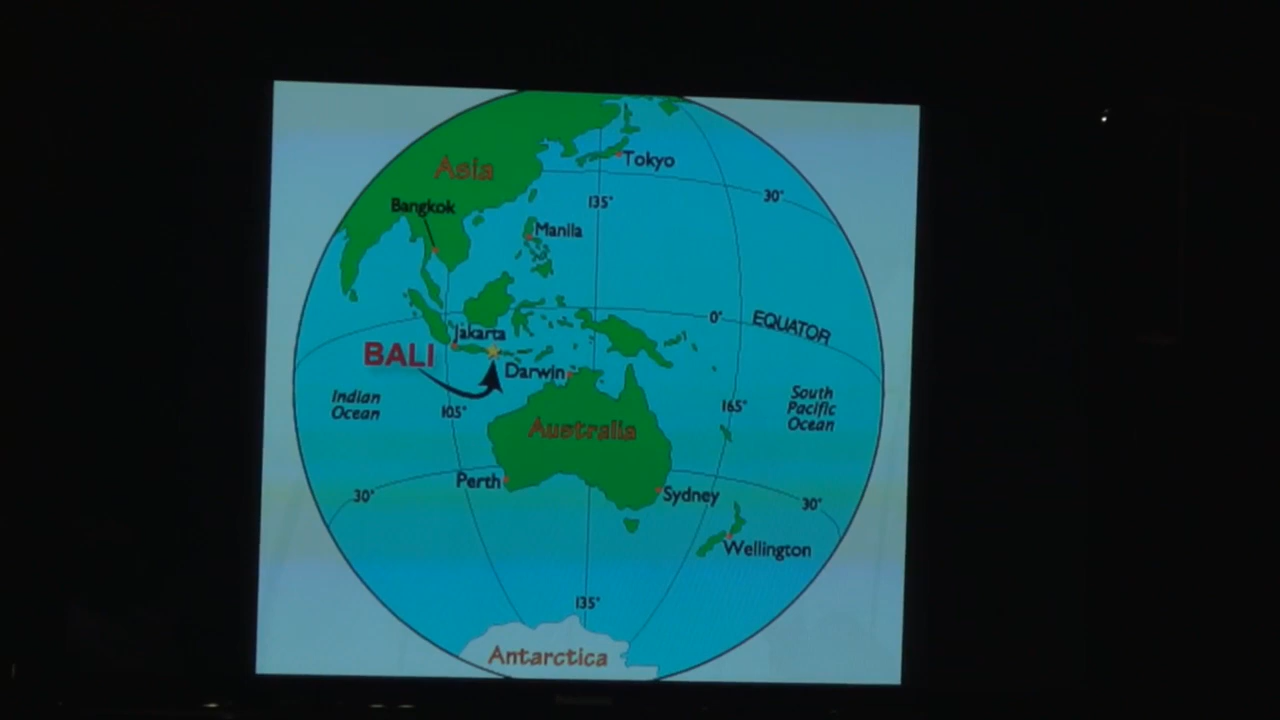 Asia
Tokyo
30°
135°
Bangkok
Manila
0°
EQUATOR
Jakarta
BALI
Darwin
Indian
Ocean
105°
165°
South
Pacific
Ocean
Australia
Perth
30°
Sydney
30°
Wellington
135°
Antarctica